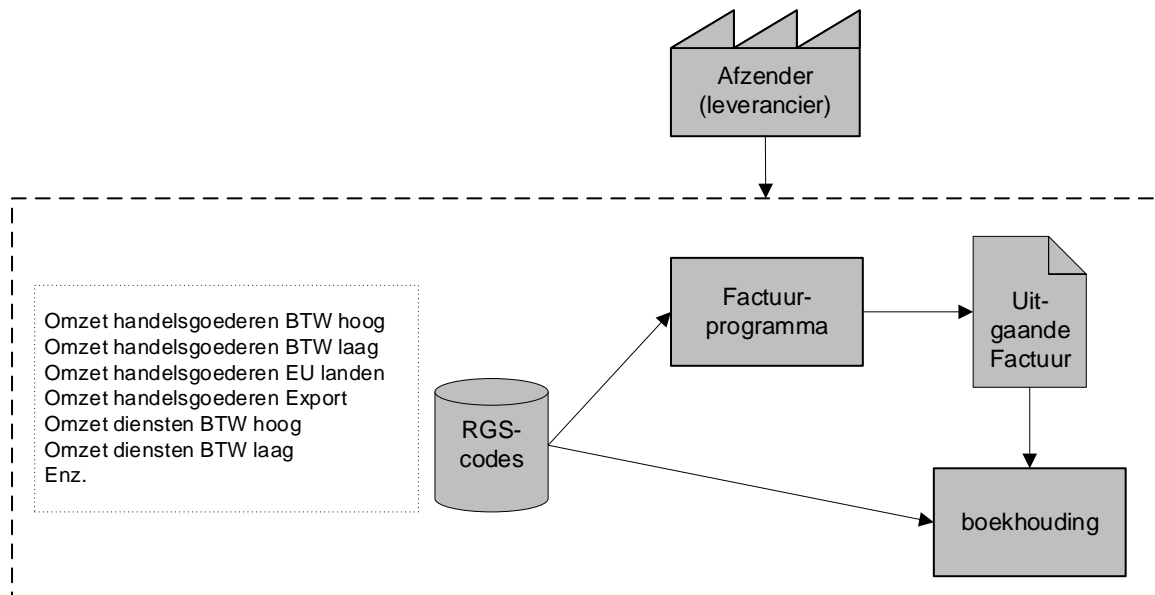 Afzender
(leverancier)
Factuur-
programma
Uit-
gaande
Factuur
Omzet handelsgoederen BTW hoog
Omzet handelsgoederen BTW laag
Omzet handelsgoederen EU landen
Omzet handelsgoederen Export
Omzet diensten BTW hoog
Omzet diensten BTW laag
Enz.
RGS-
codes
boekhouding